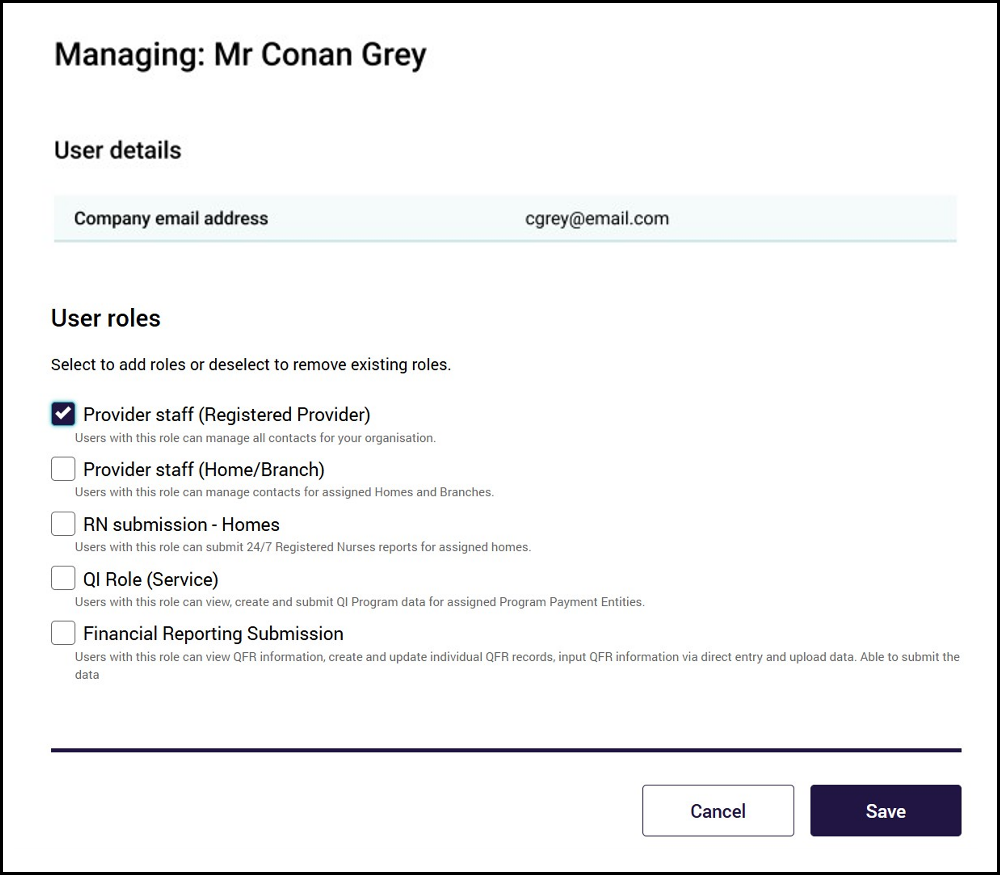 Managing: Mr Conan Grey
User details
Company email address cgrey@email.com
User roles
Select to add roles or deselect to remove existing roles.
Provider staff (Registered Provider)
Users with this role can manage all contacts for your organisation.
Provider staff (Home/Branch)
Users with this role can manage contacts for assigned Homes and Branches.
RN submission - Homes
Users with this role can submit 24/7 Registered Nurses reports for assigned homes.
QI Role (Service)
Users with this role can view, create and submit QI Program data for assigned Program Payment Entities.
Financial Reporting Submission
Users with this role can view QFR information, create and update individual QFR records, input QFR information via direct entry and upload data. Able to submit the
data
Cancel Save